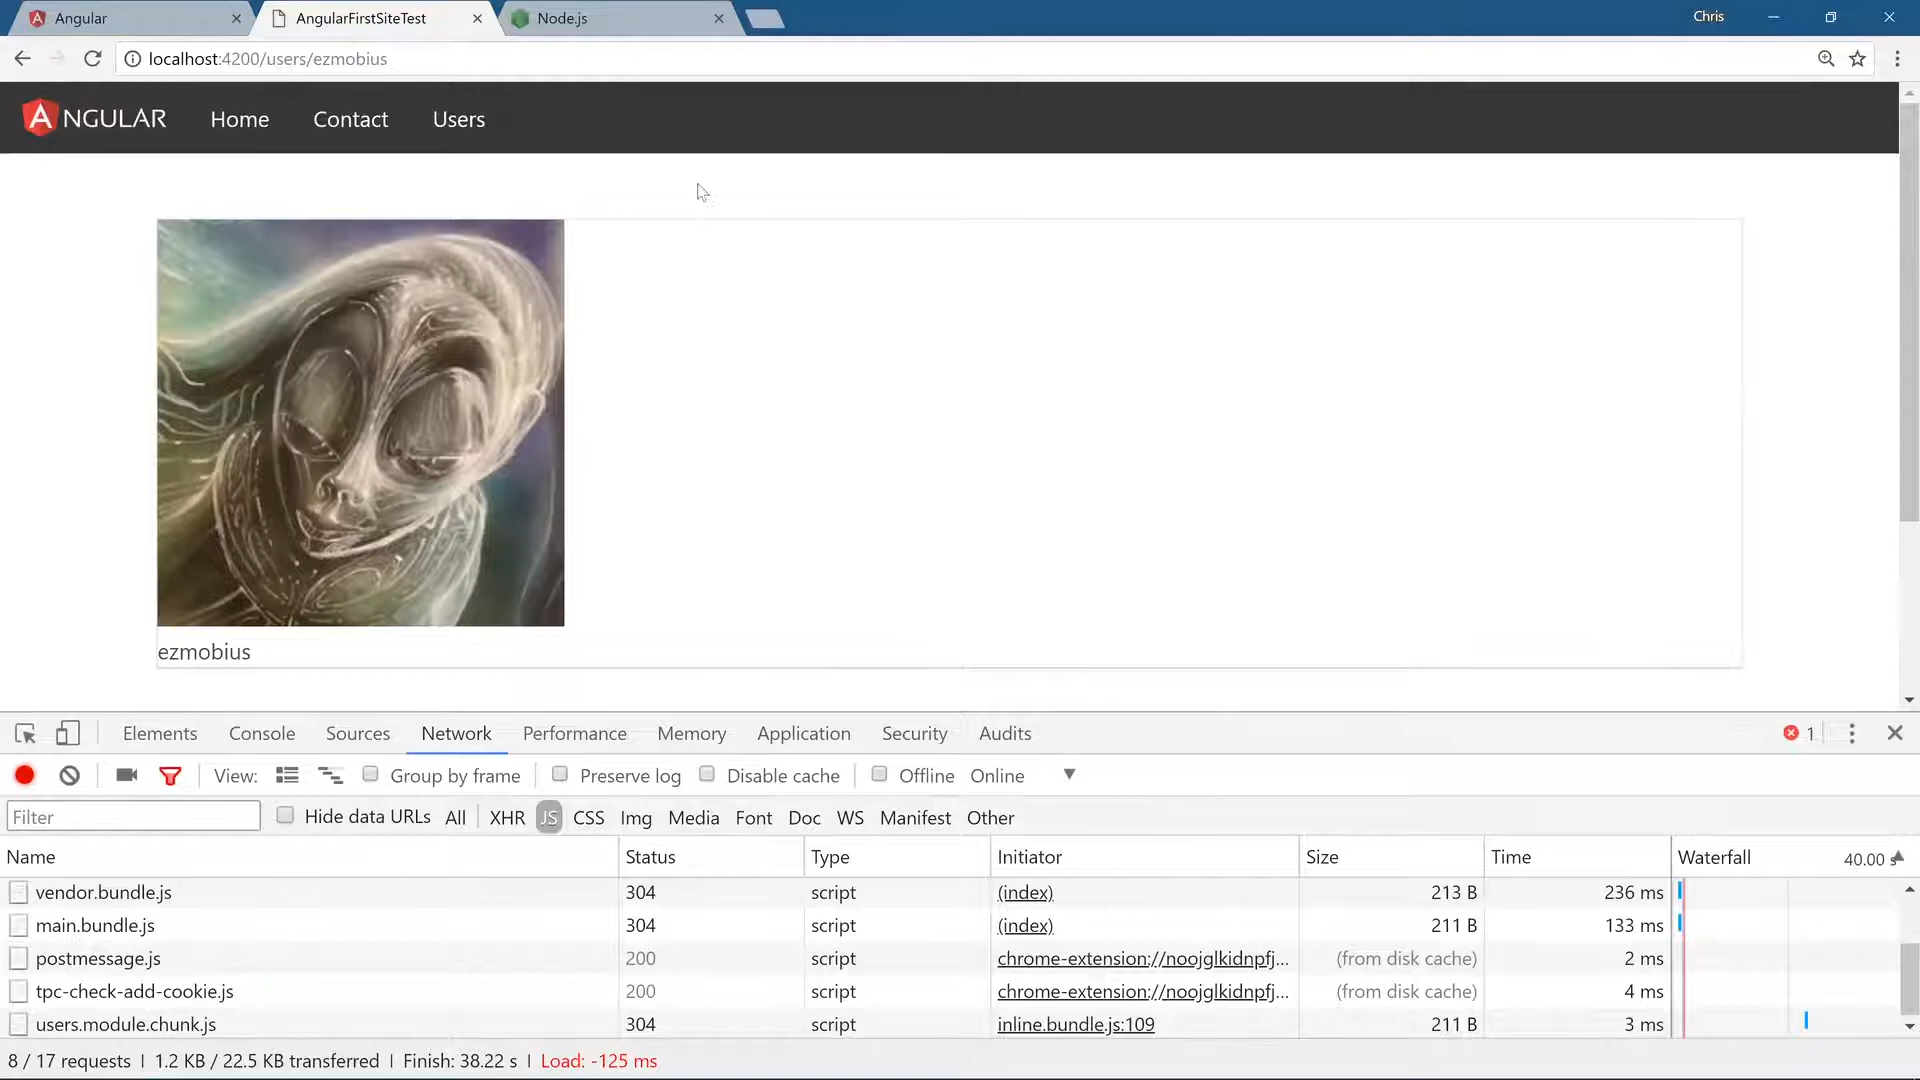 Angular
AngularFirstSiteTest
Node.js
Chris
localhost:4200/users/ezmobius
ANGULAR
Home
Contact
Users
ezmobius
Elements
Console
Sources
Network
Performance
Memory
Application
Security
Audits
1
View:
Group by frame
Preserve log
Disable cache
Offline
Online
Filter
Hide data URLs
All
XHR
JS
CSS
Img
Media
Font
Doc
WS
Manifest
Other
Name Status Type Initiator Size Time Waterfall 40.00 s
vendor.bundle.js 304 script (index) 213 B 236 ms
main.bundle.js 304 script (index) 211 B 133 ms
postmessage.js 200 script chrome-extension://noojglkidnpfj... (from disk cache) 2 ms
tpc-check-add-cookie.js 200 script chrome-extension://noojglkidnpfj... (from disk cache) 4 ms
users.module.chunk.js 304 script inline.bundle.js:109 211 B 3 ms
8 / 17 requests | 1.2 KB / 22.5 KB transferred | Finish: 38.22 s | Load: -125 ms